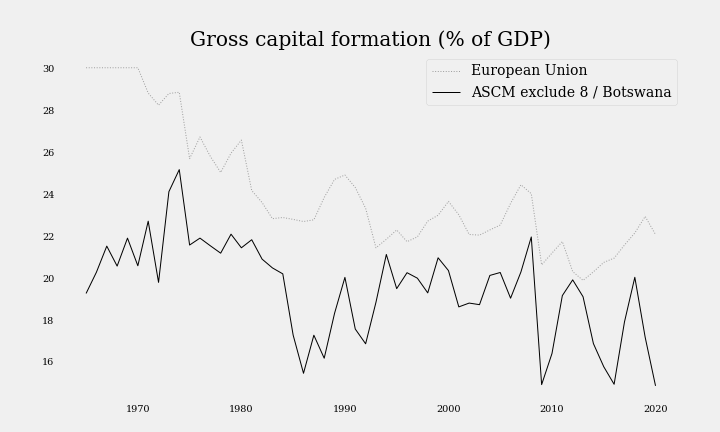 Gross capital formation (% of GDP)
European Union
ASCM exclude 8 / Botswana
30
28
26
24
22
20
18
16
1970 1980 1990 2000 2010 2020